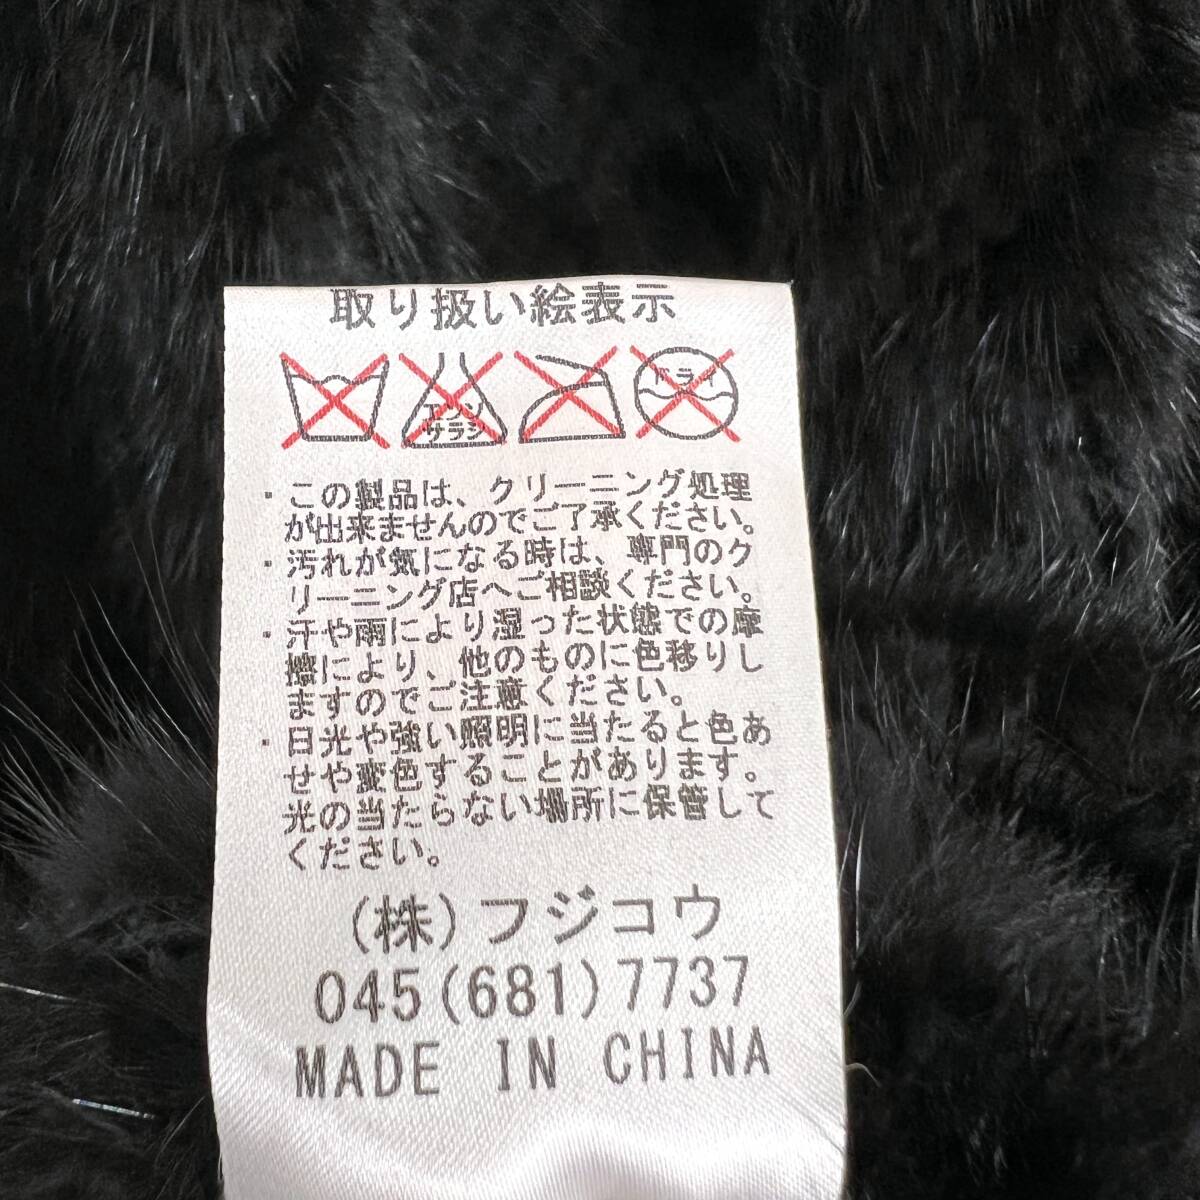 取り扱い絵表示
エンソ
サラシ
ドライ
・この製品は、クリーニング処理
が出来ませんのでご了承ください。
・汚れが気になる時は、専門のク
リーニング店へご相談ください。
・汗や雨により湿った状態での摩
擦により、他のものに色移りし
ますのでご注意ください。
・日光や強い照明に当たると色あ
せや変色することがあります。
光の当たらない場所に保管して
ください。
(株)フジコウ
045(681)7737
MADE IN CHINA